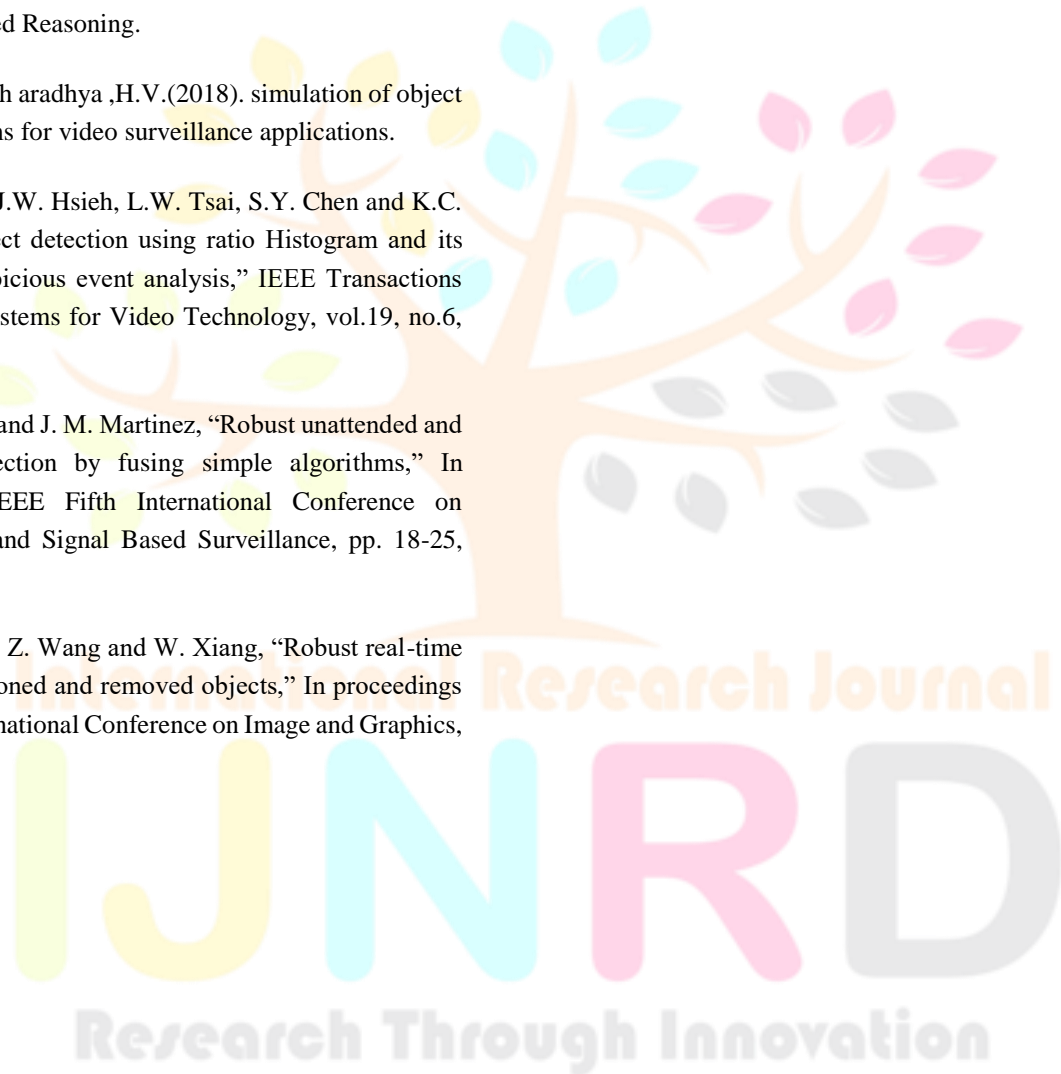 ed Reasoning.
h aradhya ,H.V.(2018). simulation of object
ns for video surveillance applications.
J.W. Hsieh, L.W. Tsai, S.Y. Chen and K.C.
ect detection using ratio Histogram and its
picious event analysis,” IEEE Transactions
stems for Video Technology, vol.19, no.6,
and J. M. Martinez, “Robust unattended and
ection by fusing simple algorithms,” In
EEE Fifth International Conference on
and Signal Based Surveillance, pp. 18-25,
Z. Wang and W. Xiang, “Robust real-time
oned and removed objects,” In proceedings
national Conference on Image and Graphics,
International Research Journal
IJNRD
Research Through Innovation